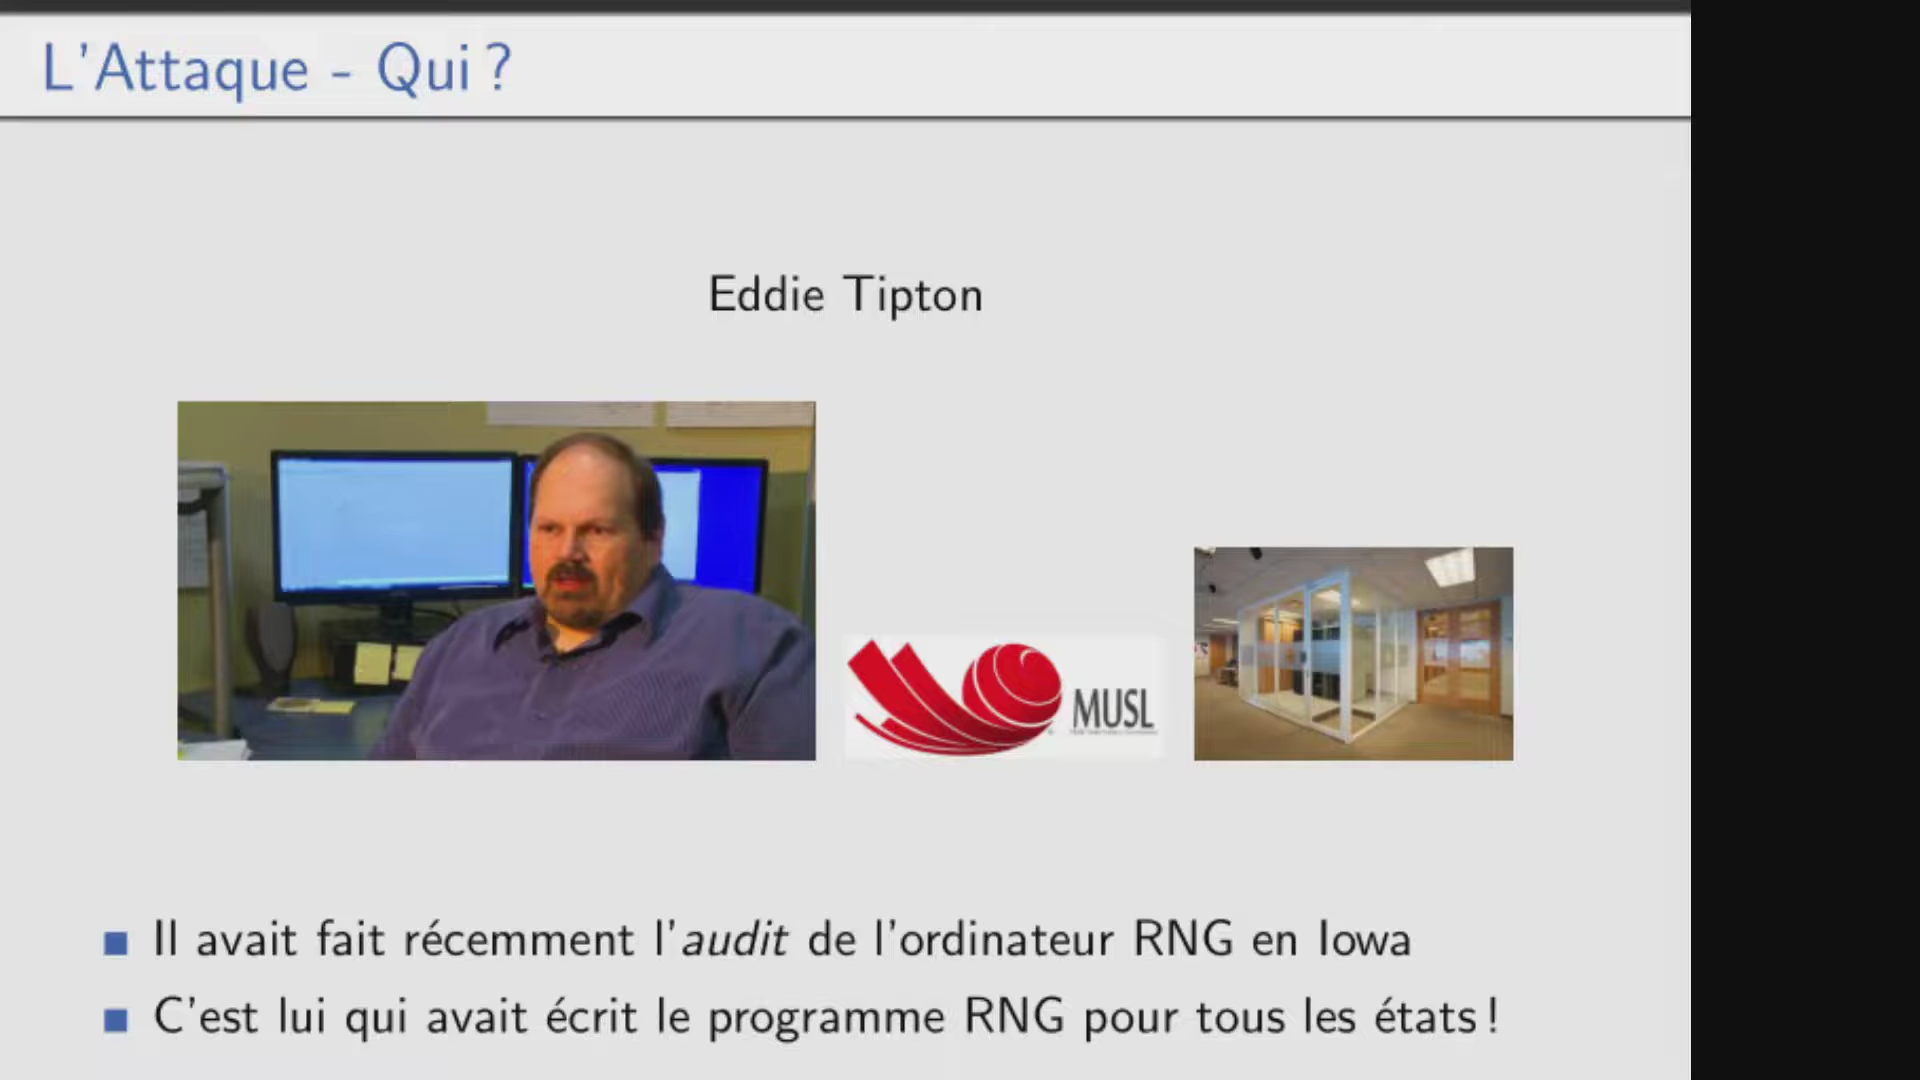 L'Attaque - Qui ?
Eddie Tipton
MUSL
■ Il avait fait récemment l'audit de l'ordinateur RNG en Iowa
■ C'est lui qui avait écrit le programme RNG pour tous les états !